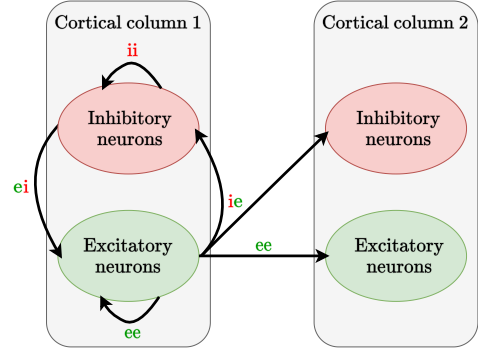 Cortical column 1
Cortical column 2
ii
Inhibitory
neurons
Inhibitory
neurons
ei
ie
Excitatory
neurons
ee
Excitatory
neurons
ee